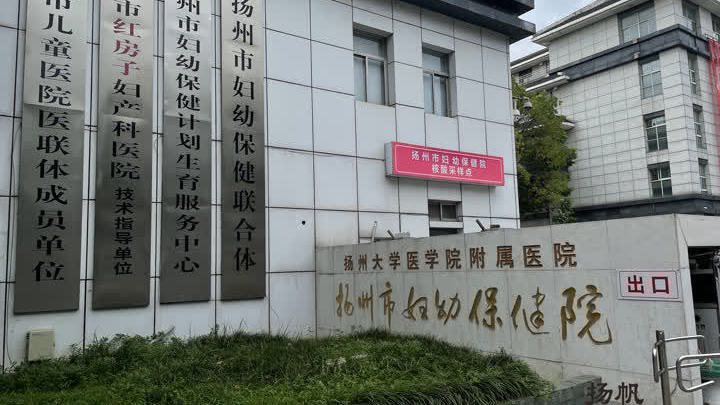 市儿童医院医联体成员单位
市红房子妇产科医院 技术指导单位
州市妇幼保健计划生育服务中心
扬州市妇幼保健联合体
扬州市妇幼保健院
核酸采样点
扬州大学医学院附属医院
扬州市妇幼保健院
出口
扬帆